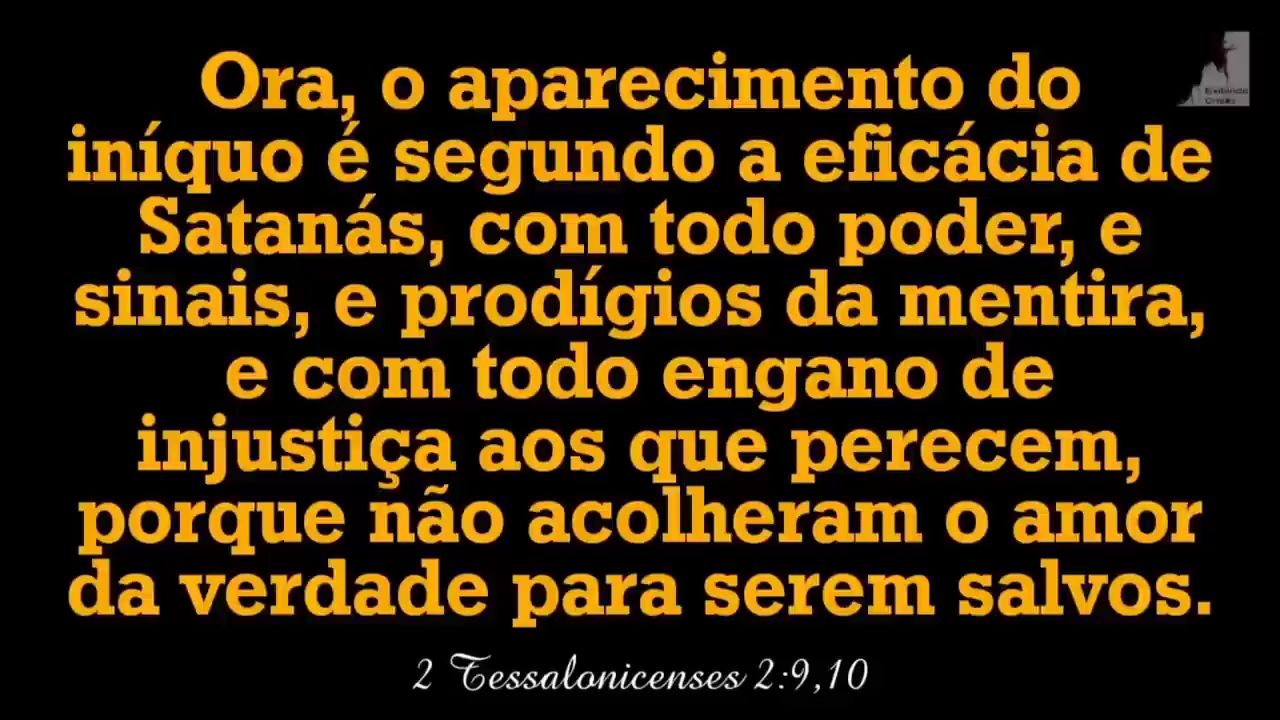 Ora, o aparecimento do
iníquo é segundo a eficácia de
Satanás, com todo poder, e
sinais, e prodígios da mentira,
e com todo engano de
injustiça aos que perecem,
porque não acolheram o amor
da verdade para serem salvos.
2 Tessalonicenses 2:9,10